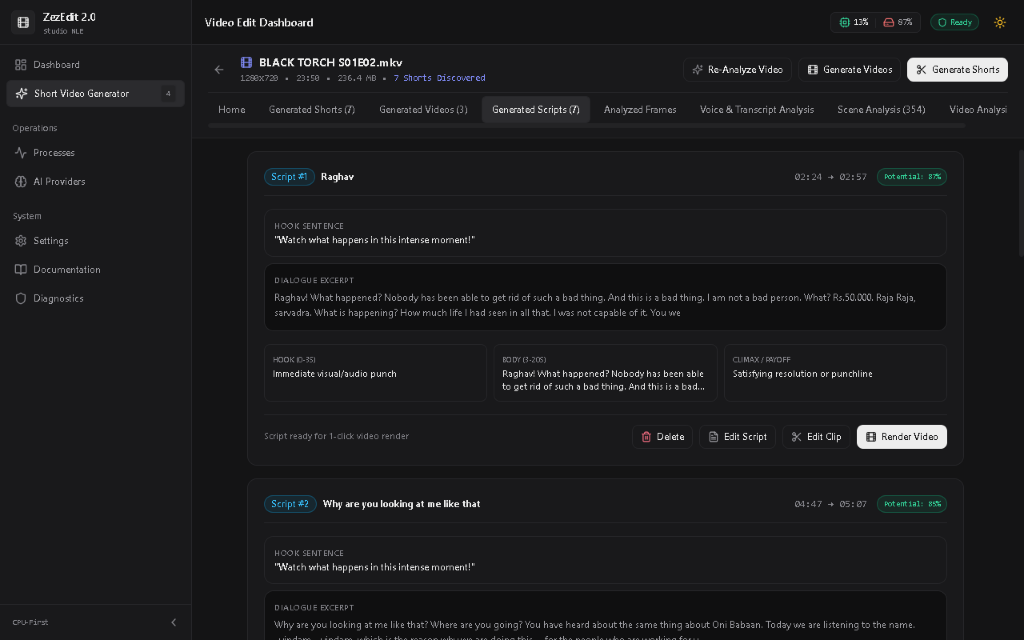 ZezEdit 2.0
Studio NLE
Dashboard
Short Video Generator
4
Operations
Processes
AI Providers
System
Settings
Documentation
Diagnostics
CPU-First
Video Edit Dashboard
13%
87%
Ready
BLACK TORCH S01E02.mkv
1280x720 • 23:50 • 236.4 MB • 7 Shorts Discovered
Re-Analyze Video
Generate Videos
Generate Shorts
Home
Generated Shorts (7)
Generated Videos (3)
Generated Scripts (7)
Analyzed Frames
Voice & Transcript Analysis
Scene Analysis (354)
Video Analysi
Script #1
Raghav
02:24 → 02:57
Potential: 87%
HOOK SENTENCE
"Watch what happens in this intense moment!"
DIALOGUE EXCERPT
Raghav! What happened? Nobody has been able to get rid of such a bad thing. And this is a bad thing. I am not a bad person. What? Rs.50,000. Raja Raja,
sarvadra. What is happening? How much life I had seen in all that. I was not capable of it. You we
HOOK (0-3S)
Immediate visual/audio punch
BODY (3-20S)
Raghav! What happened? Nobody has been able
to get rid of such a bad thing. And this is a bad...
CLIMAX / PAYOFF
Satisfying resolution or punchline
Script ready for 1-click video render
Delete
Edit Script
Edit Clip
Render Video
Script #2
Why are you looking at me like that
04:47 → 05:07
Potential: 85%
HOOK SENTENCE
"Watch what happens in this intense moment!"
DIALOGUE EXCERPT
Why are you looking at me like that? Where are you going? You have heard about the same thing about Oni Babaan. Today we are listening to the name,